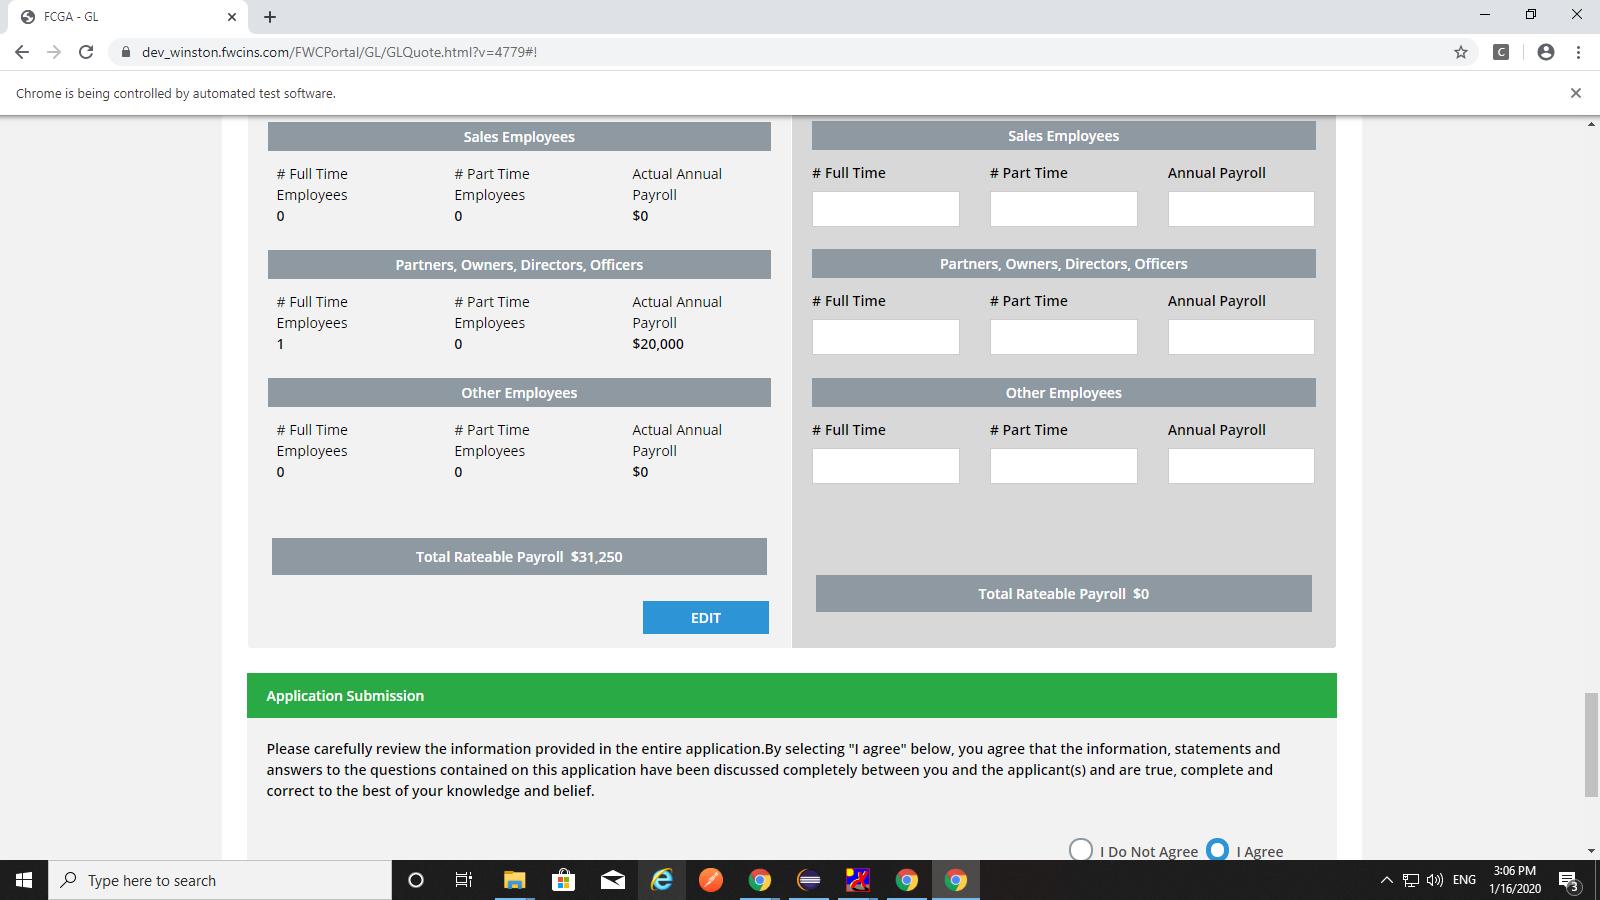 FCGA - GL
dev_winston.fwcins.com/FWCPortal/GL/GLQuote.html?v=4779#!
C
Chrome is being controlled by automated test software.
Sales Employees
# Full Time Employees
# Part Time Employees
Actual Annual Payroll
0
0
$0
Partners, Owners, Directors, Officers
# Full Time Employees
# Part Time Employees
Actual Annual Payroll
1
0
$20,000
Other Employees
# Full Time Employees
# Part Time Employees
Actual Annual Payroll
0
0
$0
Total Rateable Payroll $31,250
EDIT
Sales Employees
# Full Time
# Part Time
Annual Payroll
Partners, Owners, Directors, Officers
# Full Time
# Part Time
Annual Payroll
Other Employees
# Full Time
# Part Time
Annual Payroll
Total Rateable Payroll $0
Application Submission
Please carefully review the information provided in the entire application.By selecting "I agree" below, you agree that the information, statements and
answers to the questions contained on this application have been discussed completely between you and the applicant(s) and are true, complete and
correct to the best of your knowledge and belief.
I Do Not Agree
I Agree
Type here to search
ENG
3:06 PM
1/16/2020
3